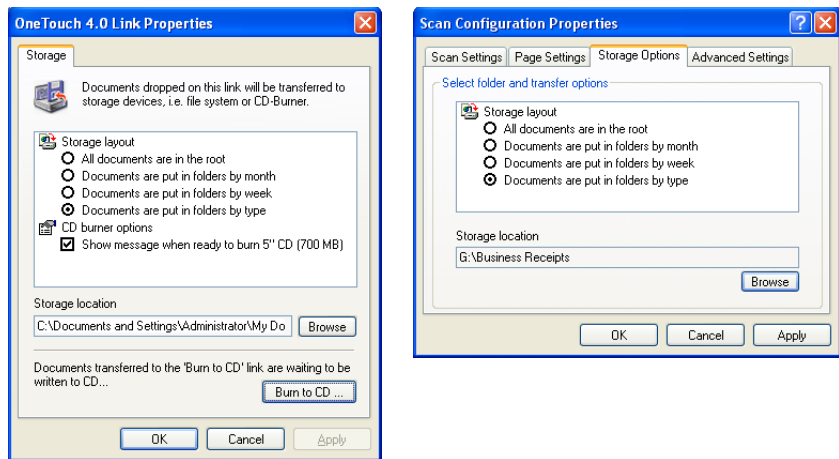 OneTouch 4.0 Link Properties
Storage
Documents dropped on this link will be transferred to
storage devices, i.e. file system or CD-Burner.
Storage layout
All documents are in the root
Documents are put in folders by month
Documents are put in folders by week
Documents are put in folders by type
CD burner options
Show message when ready to burn 5" CD (700 MB)
Storage location
C:\Documents and Settings\Administrator\My Do
Browse
Documents transferred to the 'Burn to CD' link are waiting to be
written to CD...
Burn to CD ...
OK Cancel Apply
Scan Configuration Properties
Scan Settings Page Settings Storage Options Advanced Settings
Select folder and transfer options
Storage layout
All documents are in the root
Documents are put in folders by month
Documents are put in folders by week
Documents are put in folders by type
Storage location
G:\Business Receipts
Browse
OK Cancel Apply